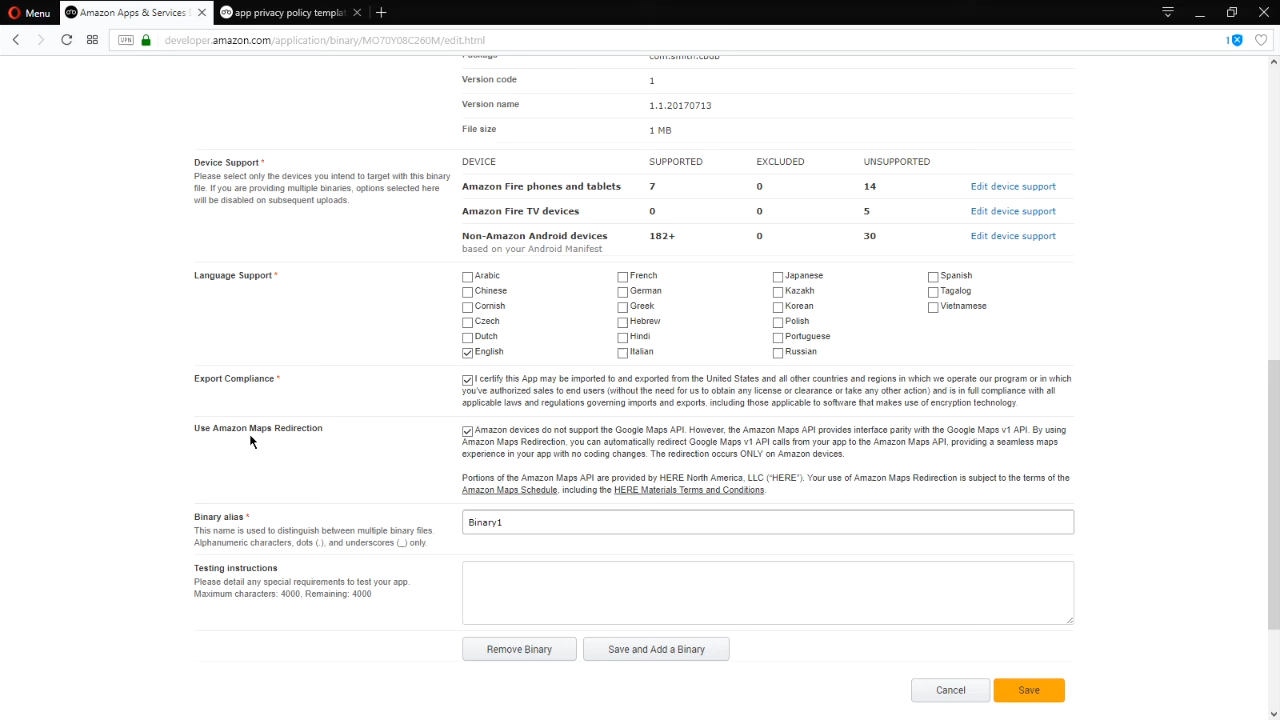 Menu
Amazon Apps & Services
app privacy policy templat
VPN
developer.amazon.com/application/binary/MO70Y08C260M/edit.html
1
Version code 1
Version name 1.1.20170713
File size 1 MB
Device Support *
Please select only the devices you intend to target with this binary
file. If you are providing multiple binaries, options selected here
will be disabled on subsequent uploads.
DEVICE SUPPORTED EXCLUDED UNSUPPORTED
Amazon Fire phones and tablets 7 0 14 Edit device support
Amazon Fire TV devices 0 0 5 Edit device support
Non-Amazon Android devices 182+ 0 30 Edit device support
based on your Android Manifest
Language Support *
Arabic French Japanese Spanish
Chinese German Kazakh Tagalog
Cornish Greek Korean Vietnamese
Czech Hebrew Polish
Dutch Hindi Portuguese
English Italian Russian
Export Compliance *
I certify this App may be imported to and exported from the United States and all other countries and regions in which we operate our program or in which
you've authorized sales to end users (without the need for us to obtain any license or clearance or take any other action) and is in full compliance with all
applicable laws and regulations governing imports and exports, including those applicable to software that makes use of encryption technology.
Use Amazon Maps Redirection
Amazon devices do not support the Google Maps API. However, the Amazon Maps API provides interface parity with the Google Maps v1 API. By using
Amazon Maps Redirection, you can automatically redirect Google Maps v1 API calls from your app to the Amazon Maps API, providing a seamless maps
experience in your app with no coding changes. The redirection occurs ONLY on Amazon devices.
Portions of the Amazon Maps API are provided by HERE North America, LLC ("HERE"). Your use of Amazon Maps Redirection is subject to the terms of the
Amazon Maps Schedule, including the HERE Materials Terms and Conditions.
Binary alias *
This name is used to distinguish between multiple binary files.
Alphanumeric characters, dots (.), and underscores (_) only.
Binary1
Testing instructions
Please detail any special requirements to test your app.
Maximum characters: 4000, Remaining: 4000
Remove Binary
Save and Add a Binary
Cancel
Save